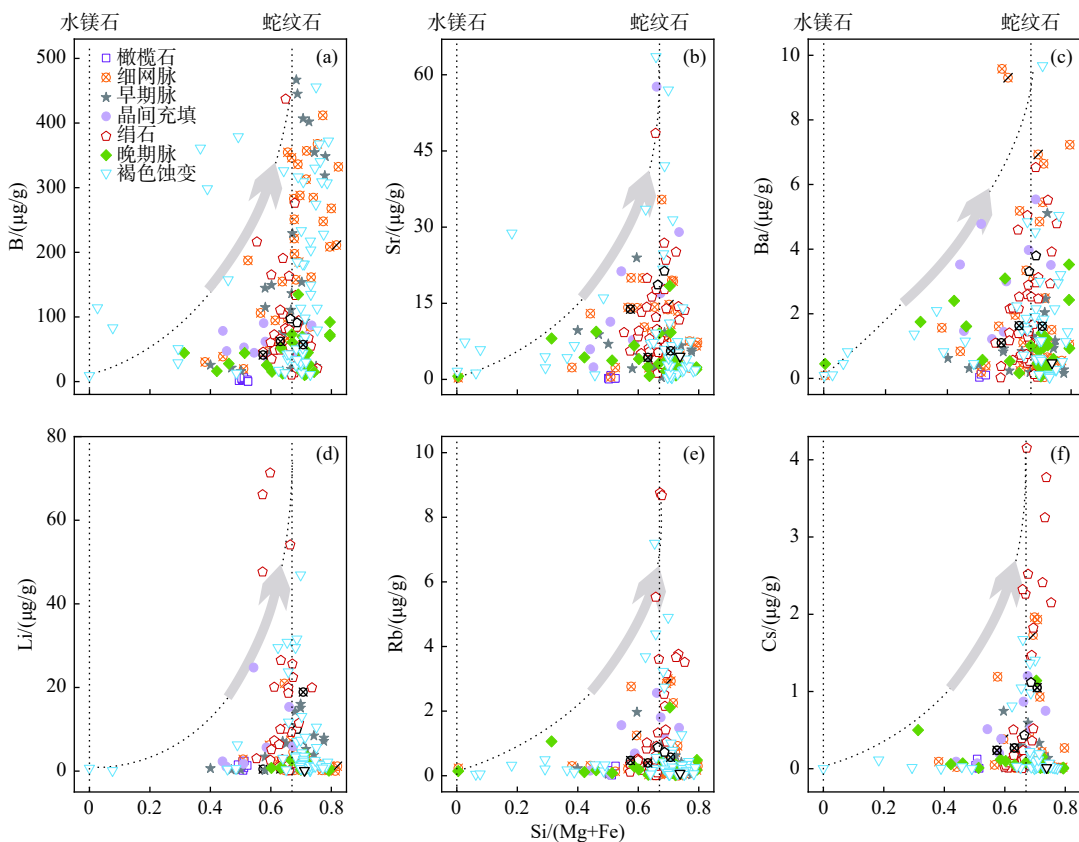 水镁石 蛇纹石 水镁石 蛇纹石 水镁石 蛇纹石
(a)
橄榄石
细网脉
早期脉
晶间充填
绢石
晚期脉
褐色蚀变
500
400
300
200
100
0
B/(μg/g)
(b)
60
45
30
15
0
Sr/(μg/g)
(c)
10
8
6
4
2
0
Ba/(μg/g)
(d)
80
60
40
20
0
Li/(μg/g)
0 0.2 0.4 0.6 0.8
(e)
10
8
6
4
2
0
Rb/(μg/g)
0 0.2 0.4 0.6 0.8
Si/(Mg+Fe)
(f)
4
3
2
1
0
Cs/(μg/g)
0 0.2 0.4 0.6 0.8